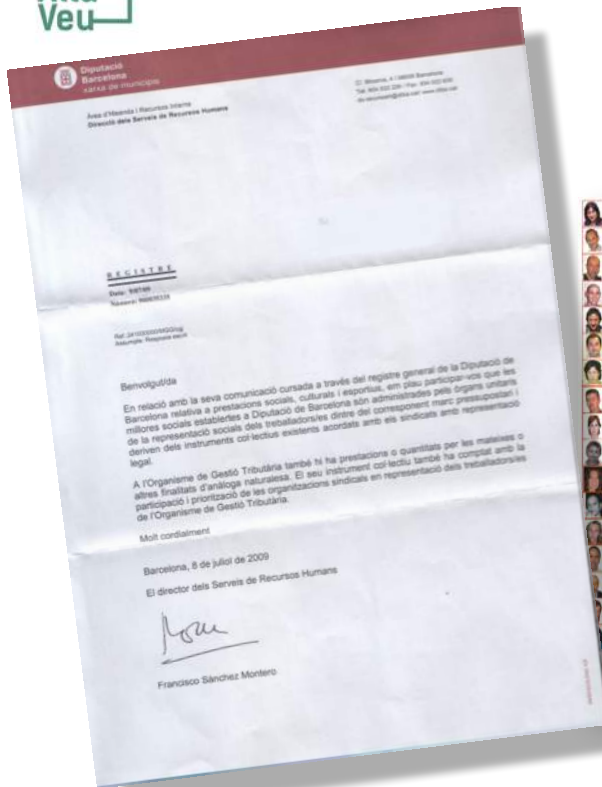 Veu
Diputació
Barcelona
xarxa de municipis
Àrea d'Hisenda i Recursos Interns
Direcció dels Serveis de Recursos Humans
REGISTRE
Benvolgut/da
En relació amb la seva comunicació cursada a través del registre general de la Diputació de
Barcelona relativa a prestacions socials, culturals i esportius, em plau participar-vos que les
millores socials establertes a Diputació de Barcelona són administrades pels òrgans unitaris
de la representació socials dels treballadors/es dintre del corresponent marc pressupostari i
deriven dels instruments col·lectius existents acordats amb els sindicats amb representació
legal.
A l'Organisme de Gestió Tributària també hi ha prestacions o quantitats per les mateixes o
altres finalitats d'anàloga naturalesa. El seu instrument col·lectiu també ha comptat amb la
participació i priorització de les organitzacions sindicals en representació dels treballadors/es
de l'Organisme de Gestió Tributària.
Molt cordialment
Barcelona, 8 de juliol de 2009
El director dels Serveis de Recursos Humans
Francisco Sánchez Montero